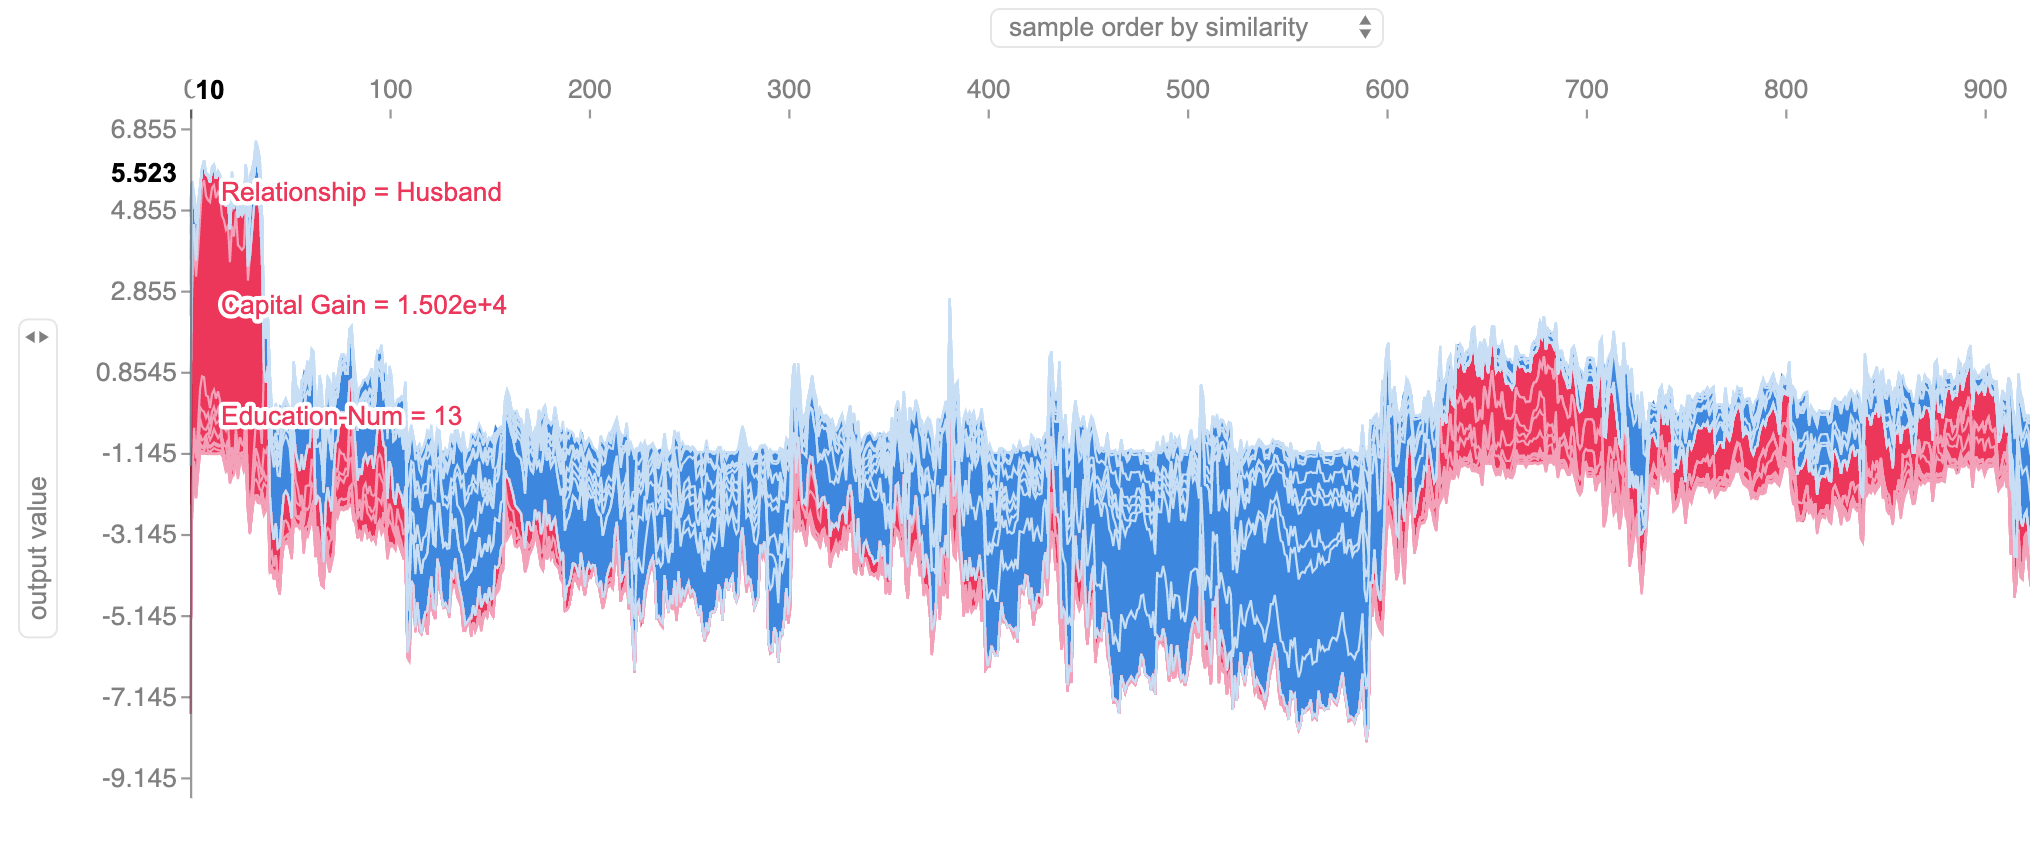 sample order by similarity
10 100 200 300 400 500 600 700 800 900
6.855
5.523
Relationship = Husband
4.855
2.855
Capital Gain = 1.502e+4
0.8545
Education-Num = 13
-1.145
-3.145
-5.145
-7.145
-9.145
output value